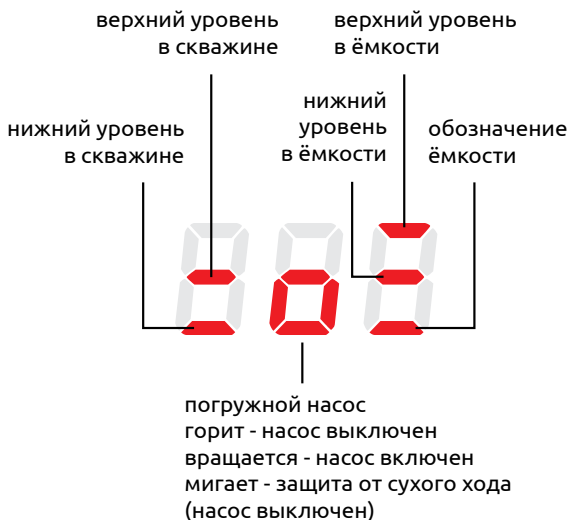 верхний уровень
в скважине
верхний уровень
в ёмкости
нижний уровень
в скважине
нижний
уровень
в ёмкости
обозначение
ёмкости
погружной насос
горит - насос выключен
вращается - насос включен
мигает - защита от сухого хода
(насос выключен)